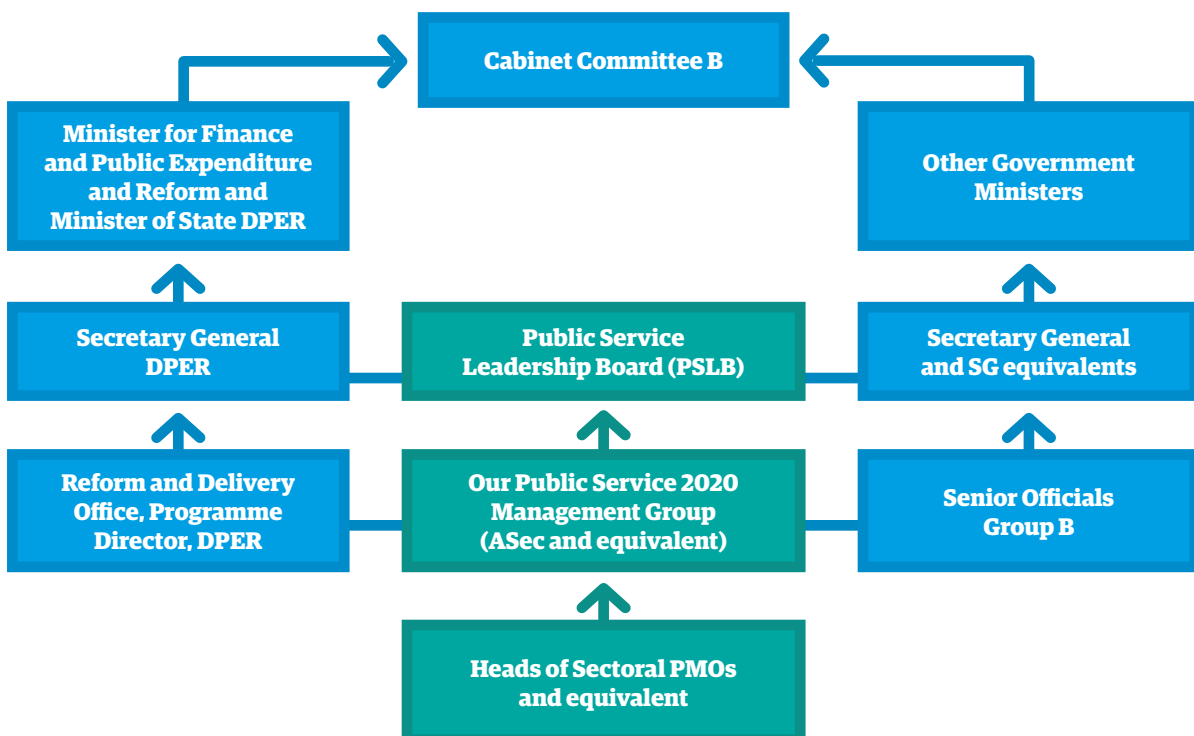 Cabinet Committee B
Minister for Finance
and Public Expenditure
and Reform and
Minister of State DPER
Other Government
Ministers
Secretary General
DPER
Public Service
Leadership Board (PSLB)
Secretary General
and SG equivalents
Reform and Delivery
Office, Programme
Director, DPER
Our Public Service 2020
Management Group
(ASec and equivalent)
Senior Officials
Group B
Heads of Sectoral PMOs
and equivalent